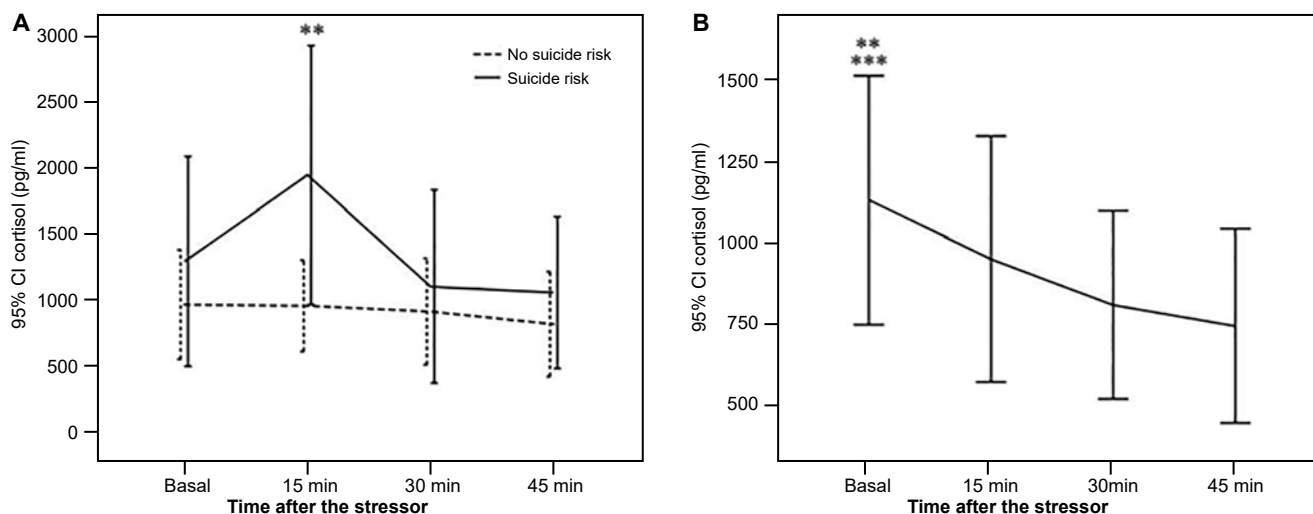 A
**
3000
2500
2000
1500
1000
500
0
95% CI cortisol (pg/ml)
No suicide risk
Suicide risk
Basal
15 min
30 min
45 min
Time after the stressor
B
**
***
1500
1250
1000
750
500
95% CI cortisol (pg/ml)
Basal
15 min
30min
45 min
Time after the stressor